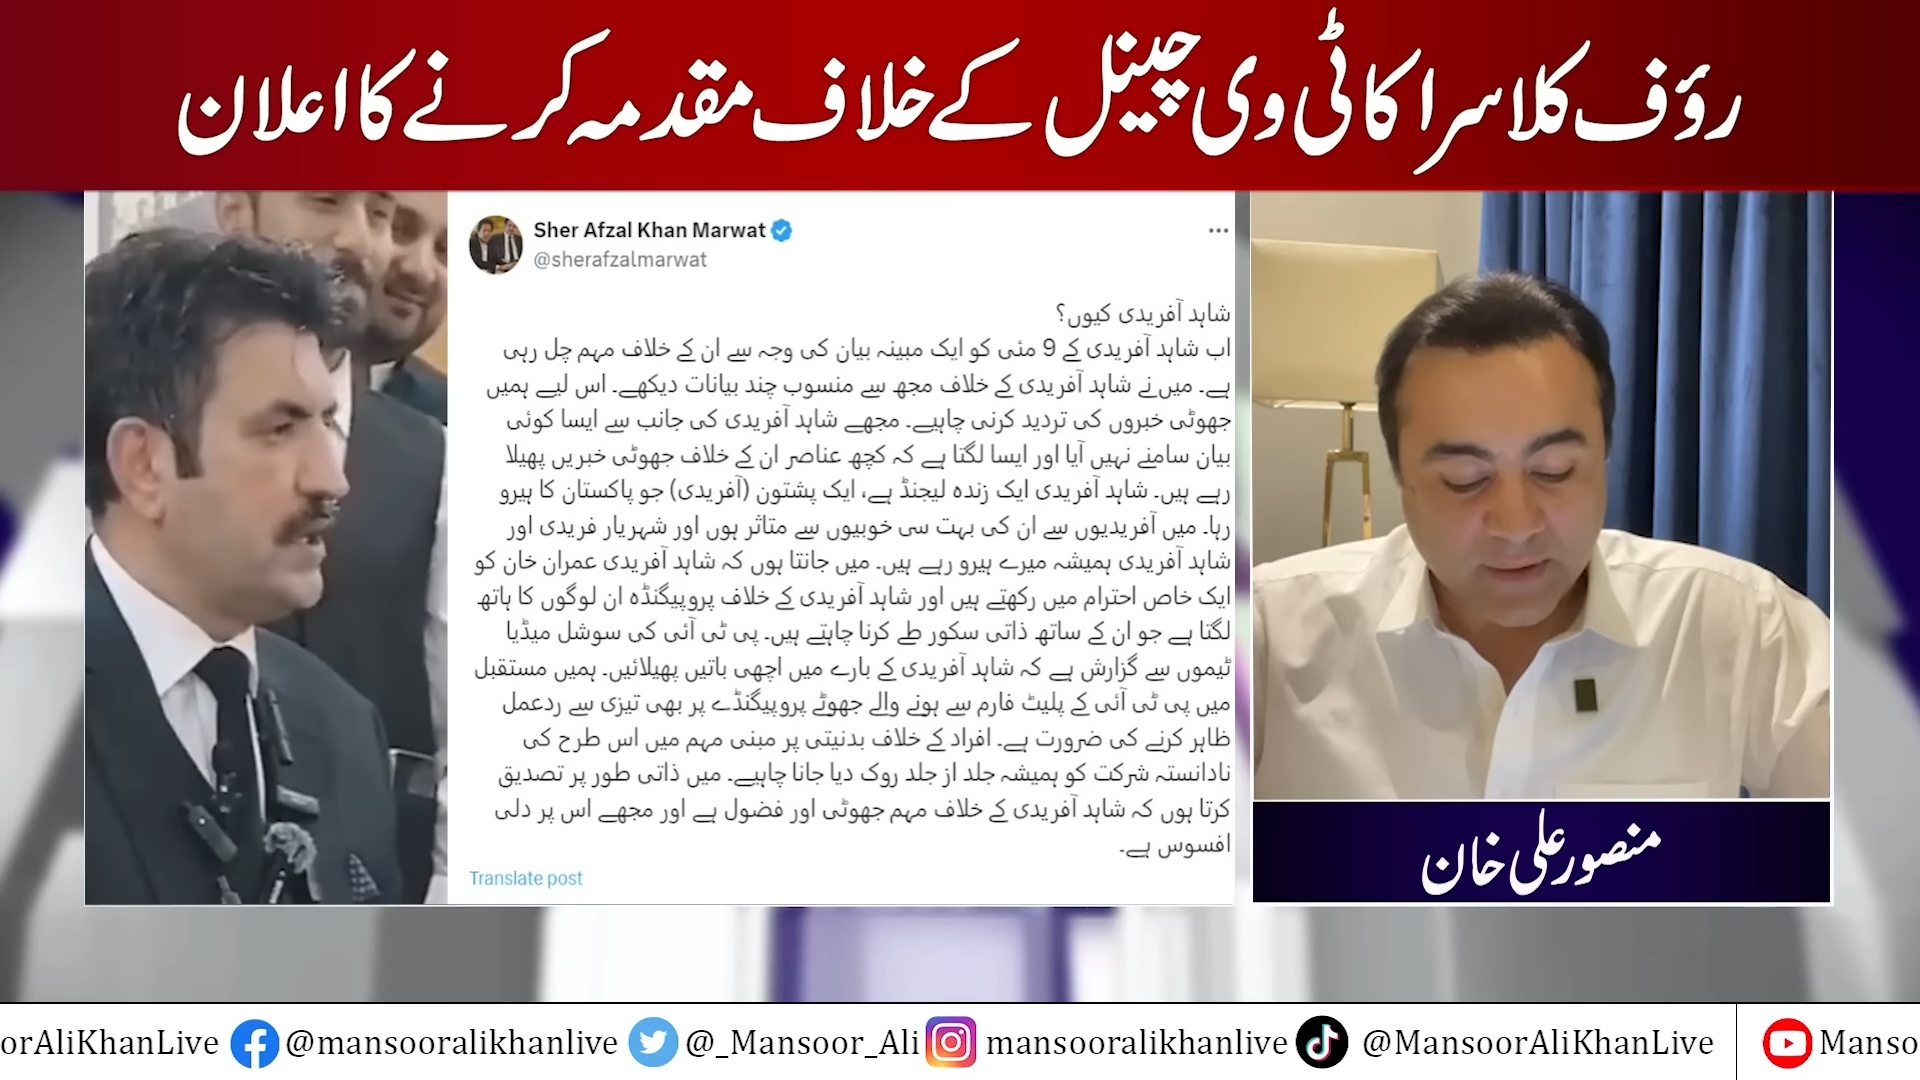 رؤف کلاسرا کا ٹی وی چینل کے خلاف مقدمہ کرنے کا اعلان
Sher Afzal Khan Marwat
@sherafzalmarwat
شاہد آفریدی کیوں؟
اب شاہد آفریدی کے 9 مئی کو ایک مبینہ بیان کی وجہ سے ان کے خلاف مہم چل رہی
ہے۔ میں نے شاہد آفریدی کے خلاف مجھ سے منسوب چند بیانات دیکھے۔ اس لیے ہمیں
جھوٹی خبروں کی تردید کرنی چاہیے۔ مجھے شاہد آفریدی کی جانب سے ایسا کوئی
بیان سامنے نہیں آیا اور ایسا لگتا ہے کہ کچھ عناصر ان کے خلاف جھوٹی خبریں پھیلا
رہے ہیں۔ شاہد آفریدی ایک زندہ لیجنڈ ہے، ایک پشتون (آفریدی) جو پاکستان کا ہیرو
رہا۔ میں آفریدیوں سے ان کی بہت سی خوبیوں سے متاثر ہوں اور شہریار فریدی اور
شاہد آفریدی ہمیشہ میرے ہیرو رہے ہیں۔ میں جانتا ہوں کہ شاہد آفریدی عمران خان کو
ایک خاص احترام میں رکھتے ہیں اور شاہد آفریدی کے خلاف پروپیگنڈہ ان لوگوں کا ہاتھ
لگتا ہے جو ان کے ساتھ ذاتی سکور طے کرنا چاہتے ہیں۔ پی ٹی آئی کی سوشل میڈیا
ٹیموں سے گزارش ہے کہ شاہد آفریدی کے بارے میں اچھی باتیں پھیلائیں۔ ہمیں مستقبل
میں پی ٹی آئی کے پلیٹ فارم سے ہونے والے جھوٹے پروپیگنڈے پر بھی تیزی سے ردعمل
ظاہر کرنے کی ضرورت ہے۔ افراد کے خلاف بدنیتی پر مبنی مہم میں اس طرح کی
نادانستہ شرکت کو ہمیشہ جلد از جلد روک دیا جانا چاہیے۔ میں ذاتی طور پر تصدیق
کرتا ہوں کہ شاہد آفریدی کے خلاف مہم جھوٹی اور فضول ہے اور مجھے اس پر دلی
افسوس ہے۔
Translate post
منصور علی خان
orAliKhanLive @mansooralikhanlive @_Mansoor_Ali mansooralikhanlive @MansoorAliKhanLive Manso